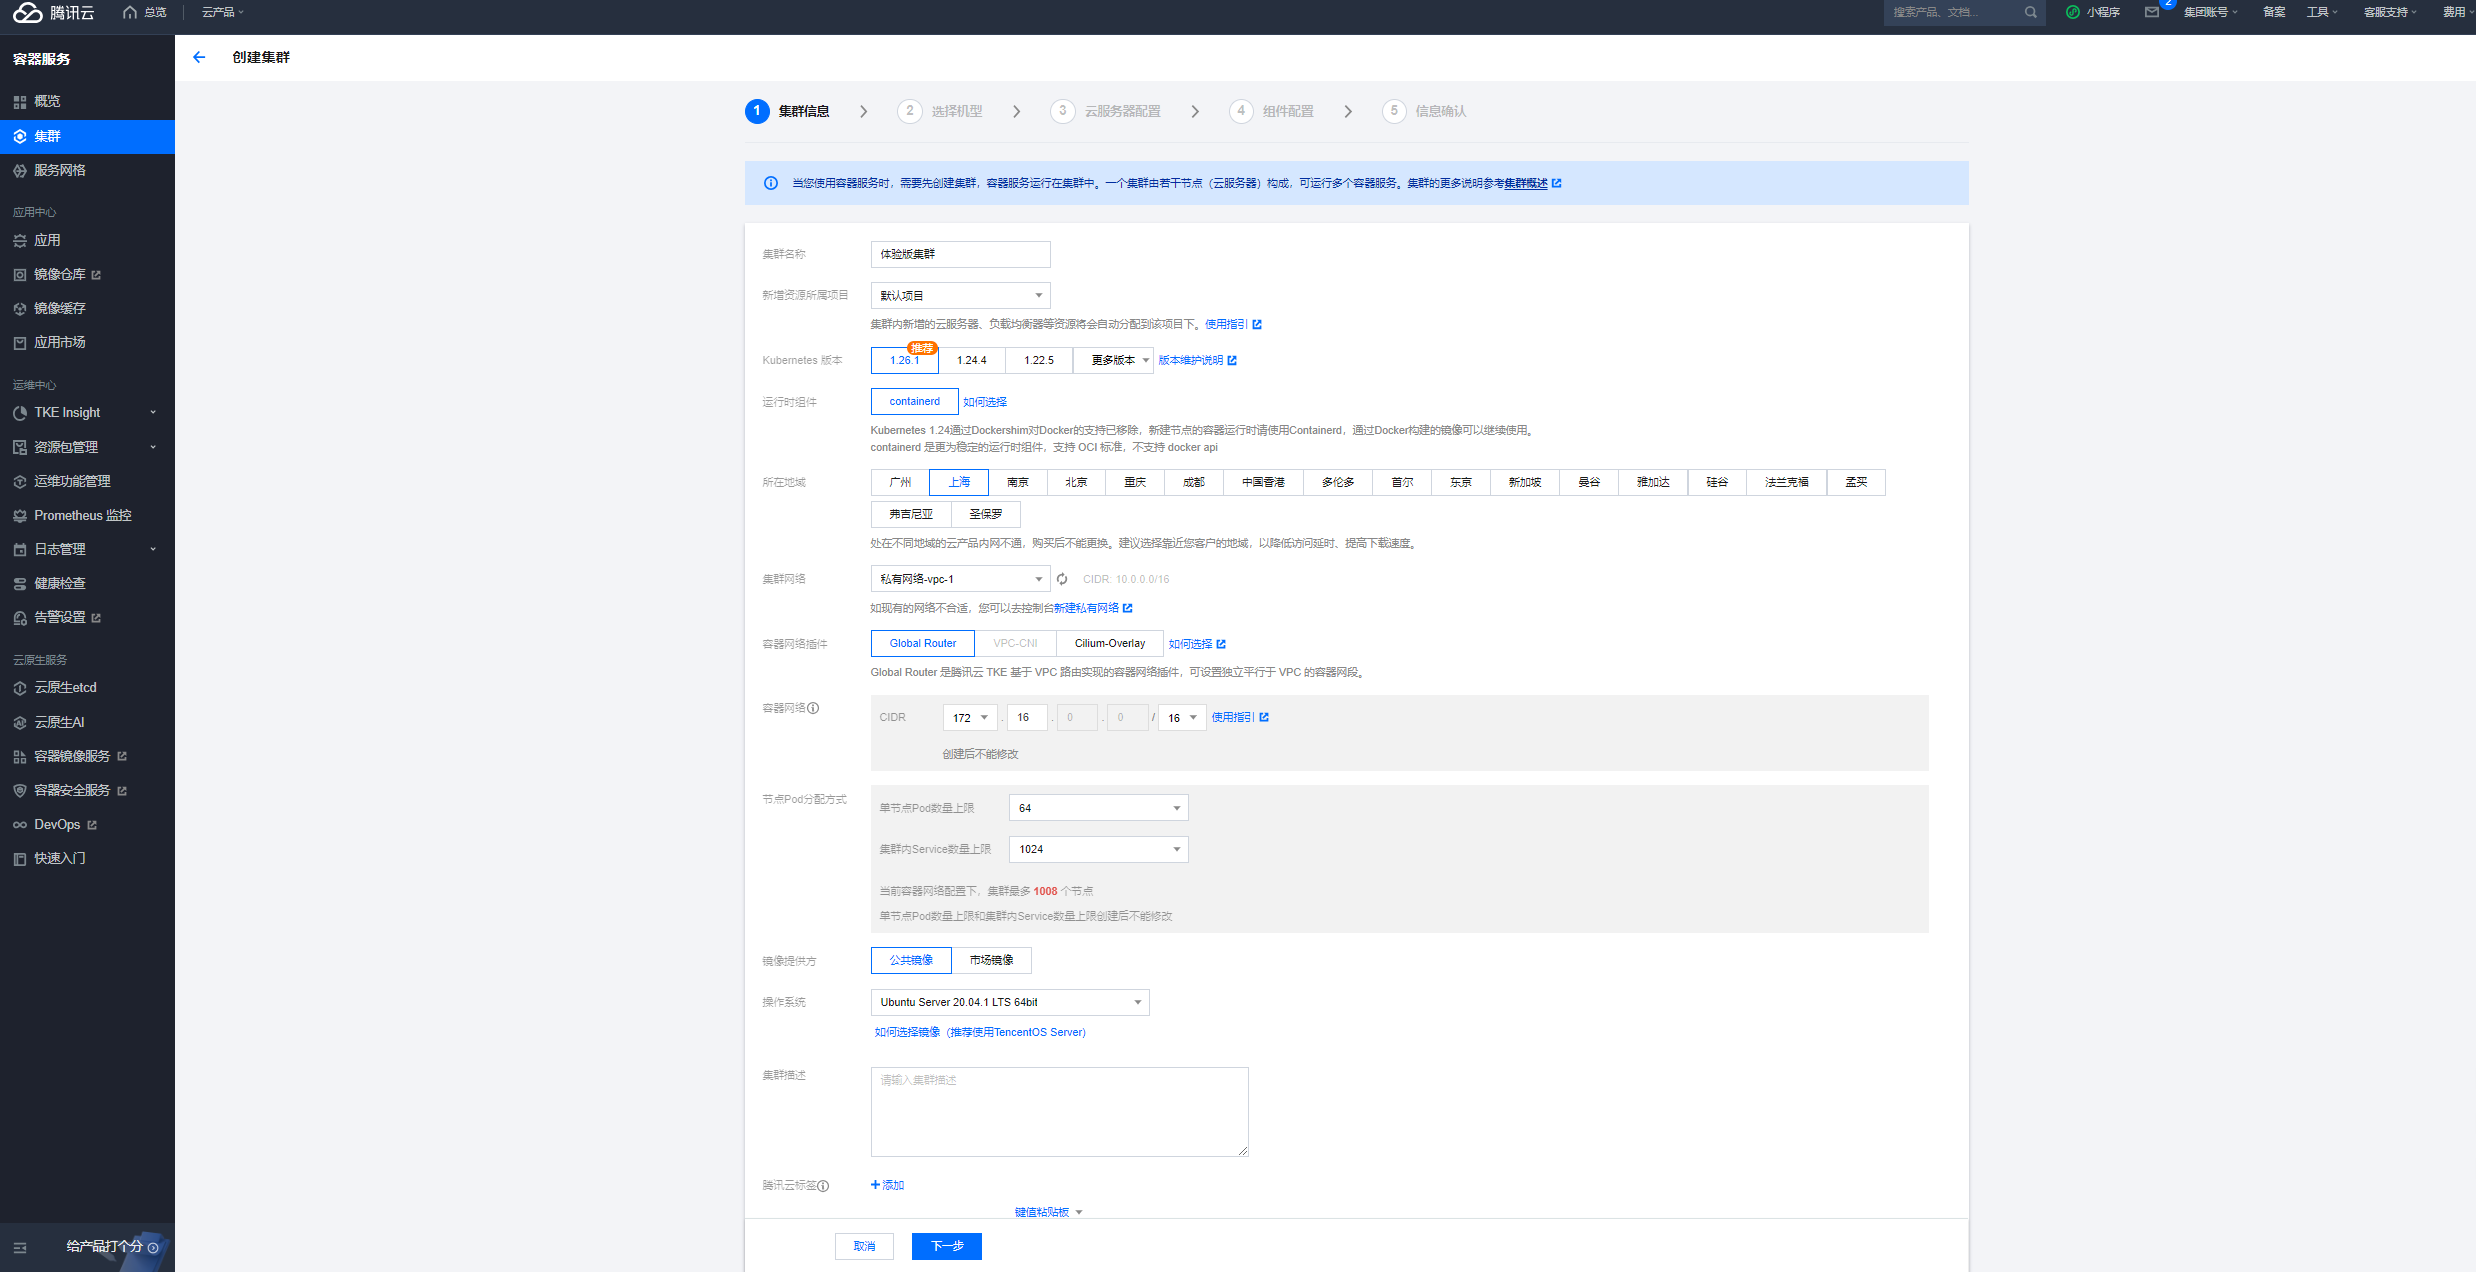 腾讯云 总览 云产品 搜索产品、文档... 小程序 2 集团账号 备案 工具 客服支持 费用
容器服务
概览
集群
服务网格
应用中心
应用
镜像仓库
镜像缓存
应用市场
运维中心
TKE Insight
资源包管理
运维功能管理
Prometheus 监控
日志管理
健康检查
告警设置
云原生服务
云原生etcd
云原生AI
容器镜像服务
容器安全服务
DevOps
快速入门
给产品打个分
创建集群
1 集群信息 2 选择机型 3 云服务器配置 4 组件配置 5 信息确认
当您使用容器服务时，需要先创建集群，容器服务运行在集群中。一个集群由若干节点（云服务器）构成，可运行多个容器服务。集群的更多说明参考集群概述
集群名称 体验版集群
新增资源所属项目 默认项目
集群内新增的云服务器、负载均衡器等资源将会自动分配到该项目下。使用指引
推荐
Kubernetes 版本 1.26.1 1.24.4 1.22.5 更多版本 版本维护说明
运行时组件 containerd 如何选择
Kubernetes 1.24通过Dockershim对Docker的支持已移除，新建节点的容器运行时请使用Containerd，通过Docker构建的镜像可以继续使用。
containerd 是更为稳定的运行时组件，支持 OCI 标准，不支持 docker api
所在地域 广州 上海 南京 北京 重庆 成都 中国香港 多伦多 首尔 东京 新加坡 曼谷 雅加达 硅谷 法兰克福 孟买
弗吉尼亚 圣保罗
处在不同地域的云产品内网不通，购买后不能更换。建议选择靠近您客户的地域，以降低访问延时、提高下载速度。
集群网络 私有网络-vpc-1 CIDR: 10.0.0.0/16
如现有的网络不合适，您可以去控制台新建私有网络
容器网络插件 Global Router VPC-CNI Cilium-Overlay 如何选择
Global Router 是腾讯云 TKE 基于 VPC 路由实现的容器网络插件，可设置独立平行于 VPC 的容器网段。
容器网络 CIDR 172 . 16 . 0 . 0 / 16 使用指引
创建后不能修改
节点Pod分配方式 单节点Pod数量上限 64
集群内Service数量上限 1024
当前容器网络配置下，集群最多 1008 个节点
单节点Pod数量上限和集群内Service数量上限创建后不能修改
镜像提供方 公共镜像 市场镜像
操作系统 Ubuntu Server 20.04.1 LTS 64bit
如何选择镜像（推荐使用TencentOS Server）
集群描述 请输入集群描述
腾讯云标签 +添加
键值粘贴板
取消 下一步